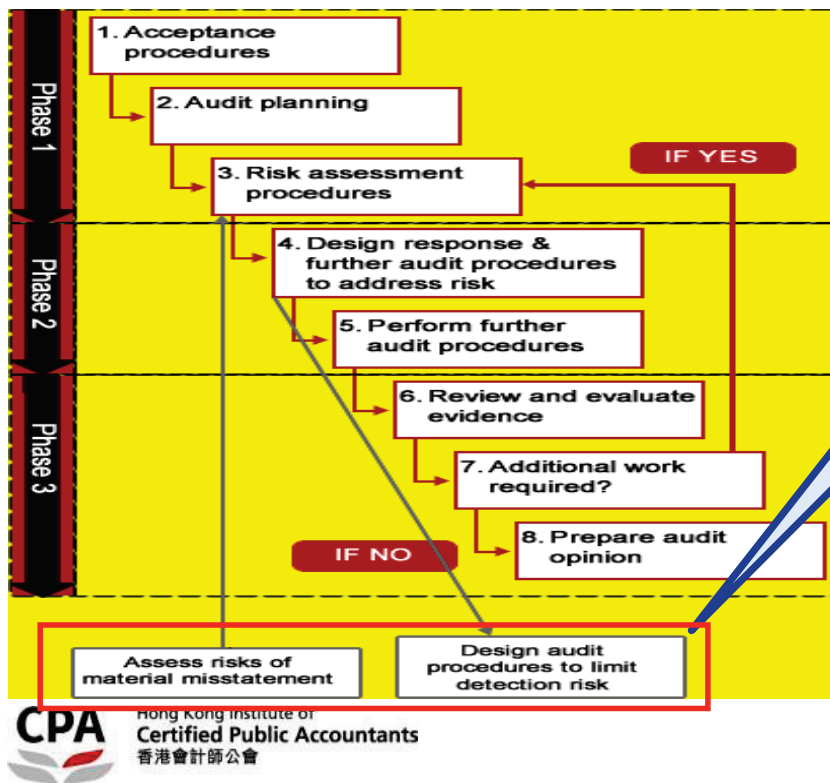 Phase 1
1. Acceptance
procedures
2. Audit planning
3. Risk assessment
procedures
IF YES
Phase 2
4. Design response &
further audit procedures
to address risk
5. Perform further
audit procedures
Phase 3
6. Review and evaluate
evidence
7. Additional work
required?
8. Prepare audit
opinion
IF NO
Assess risks of
material misstatement
Design audit
procedures to limit
detection risk
CPA
Hong Kong Institute of
Certified Public Accountants
香港會計師公會